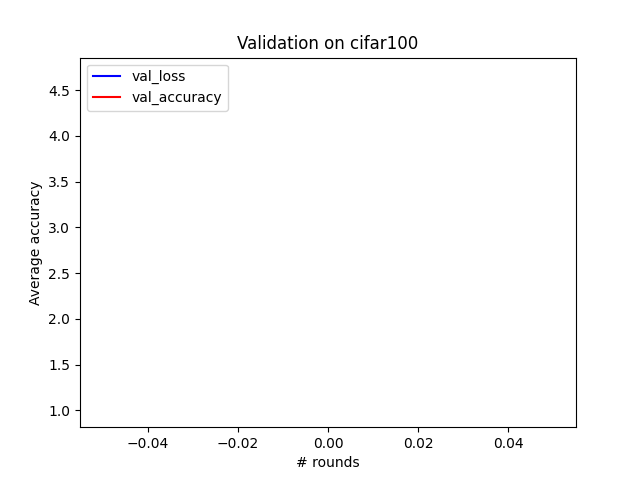 Validation on cifar100
val_loss
val_accuracy
4.5
4.0
3.5
3.0
2.5
2.0
1.5
1.0
Average accuracy
−0.04
−0.02
0.00
0.02
0.04
# rounds